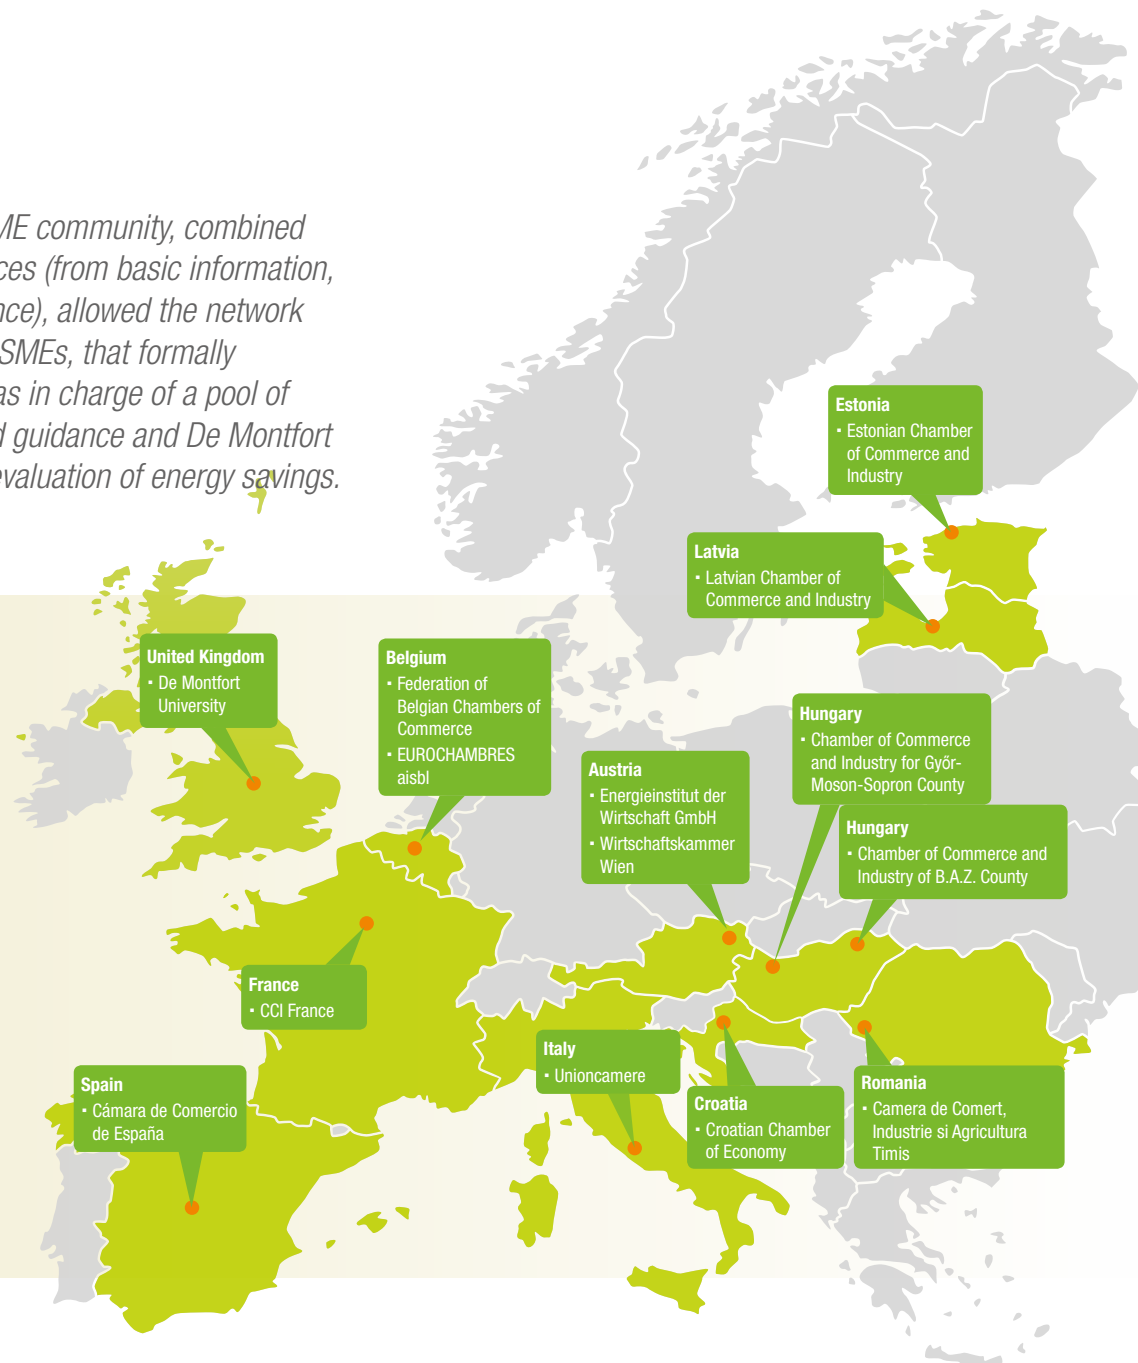 ME community, combined
ces (from basic information,
nce), allowed the network
SMEs, that formally
as in charge of a pool of
d guidance and De Montfort
evaluation of energy savings.
Estonia
▪ Estonian Chamber
of Commerce and
Industry
Latvia
▪ Latvian Chamber of
Commerce and Industry
United Kingdom
▪ De Montfort
University
Belgium
▪ Federation of
Belgian Chambers of
Commerce
▪ EUROCHAMBRES
aisbl
Hungary
▪ Chamber of Commerce
and Industry for Győr-
Moson-Sopron County
Austria
▪ Energieinstitut der
Wirtschaft GmbH
▪ Wirtschaftskammer
Wien
Hungary
▪ Chamber of Commerce and
Industry of B.A.Z. County
France
▪ CCI France
Italy
▪ Unioncamere
Spain
▪ Cámara de Comercio
de España
Croatia
▪ Croatian Chamber
of Economy
Romania
▪ Camera de Comert,
Industrie si Agricultura
Timis